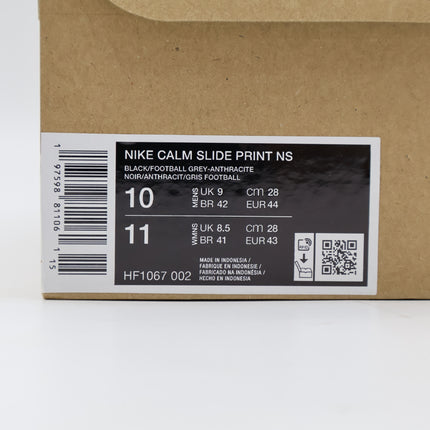 NIKE CALM SLIDE PRINT NS
BLACK/FOOTBALL GREY-ANTHRACITE
NOIR/ANTHRACIT/GRIS FOOTBALL
10 MENS UK 9 cm 28
BR 42 EUR 44
11 WMNS UK 8.5 cm 28
BR 41 EUR 43
HF1067 002
MADE IN INDONESIA /
FABRIQUE EN INDONESIE /
FABRICADO NA INDONÉSIA /
HECHO EN INDONESIA
1 97598 81106 1 15